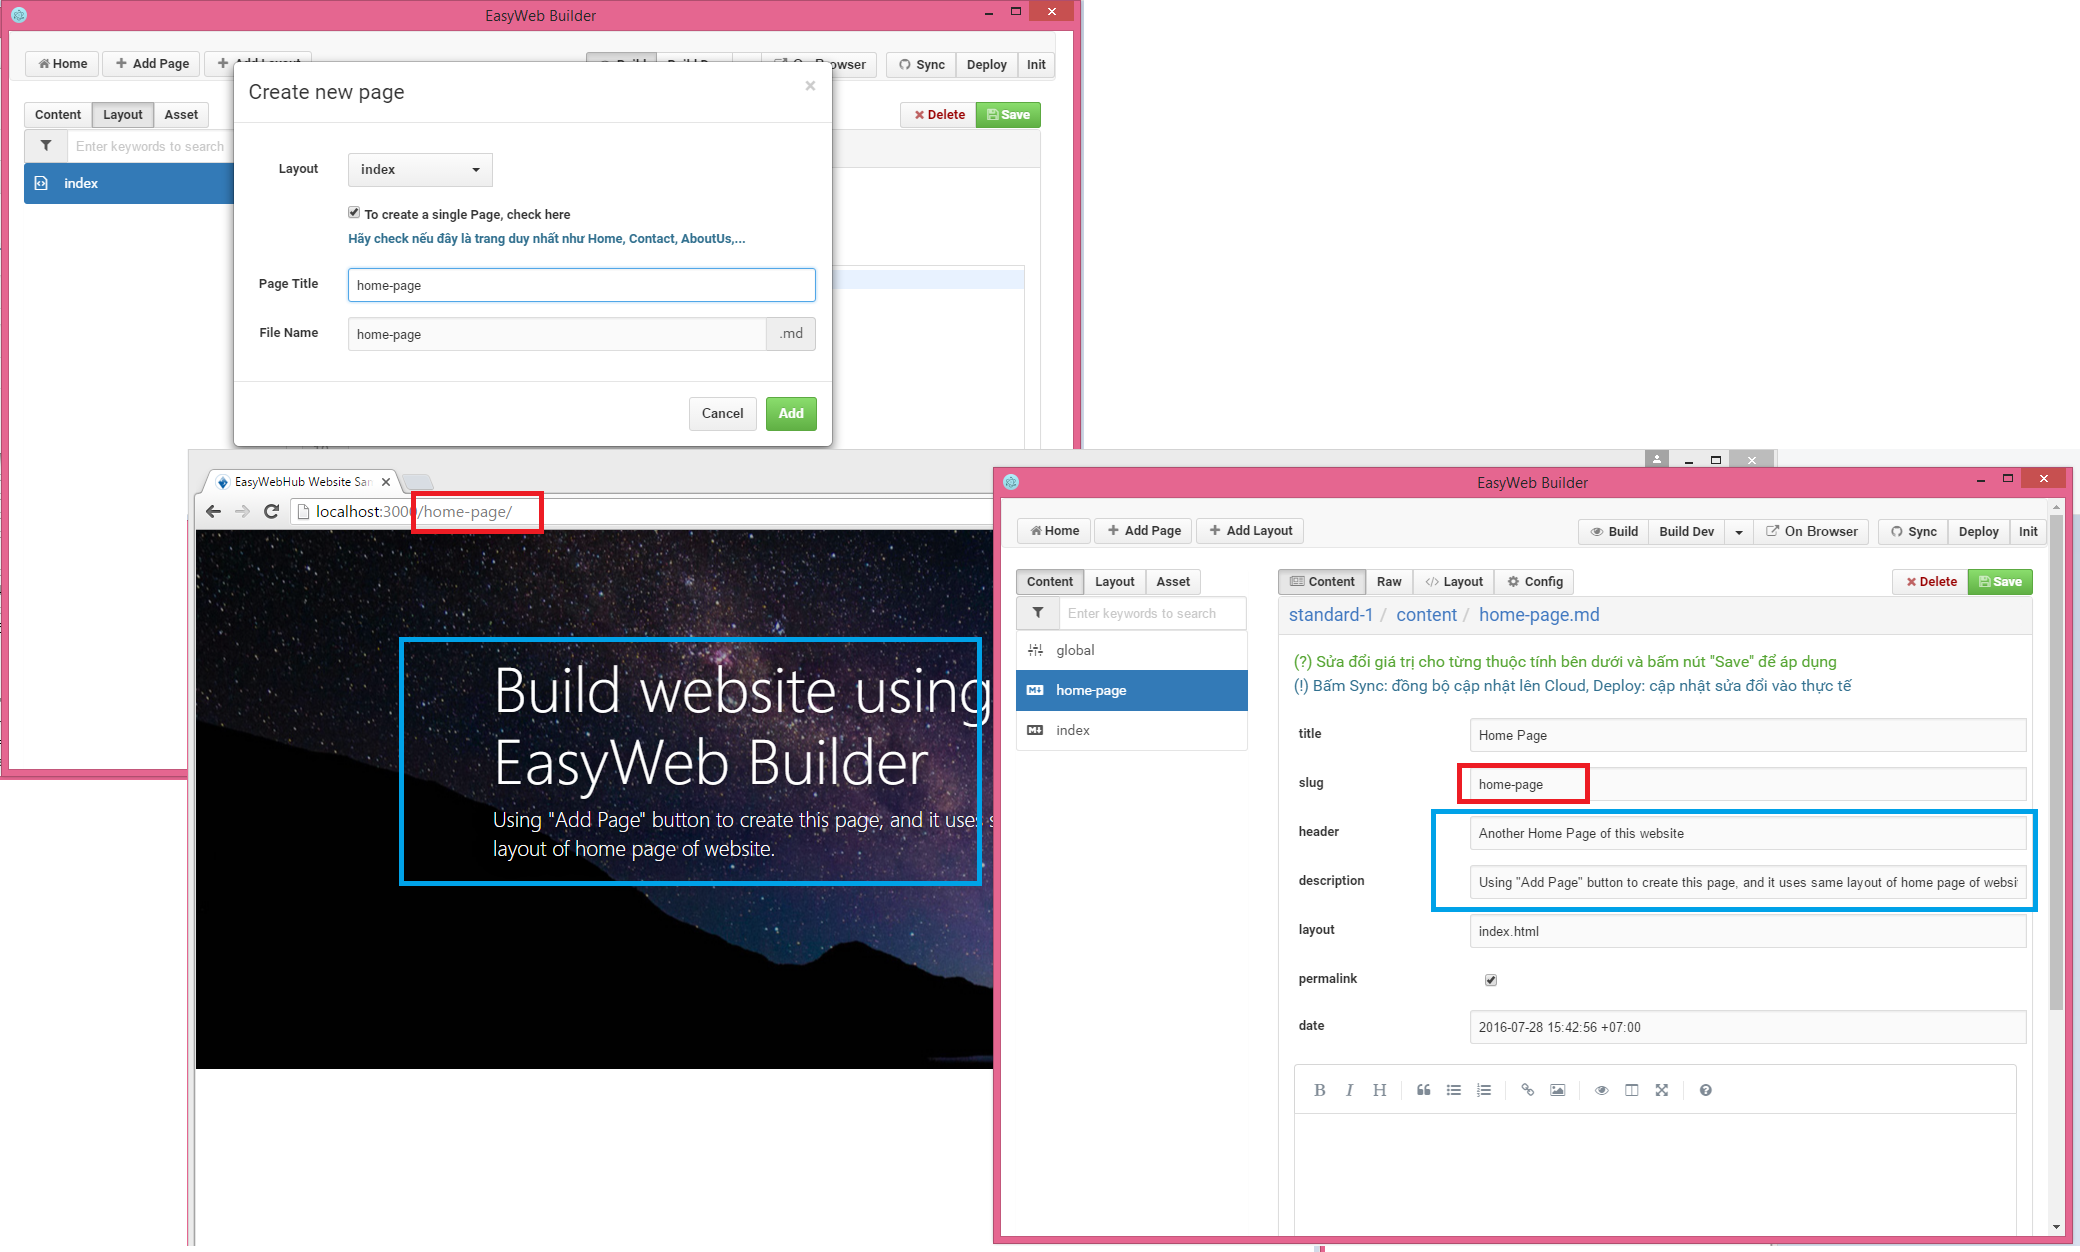 EasyWeb Builder
Home
Add Page
Add Layout
Build
Build Dev
On Browser
Sync
Deploy
Init
Content
Layout
Asset
Delete
Save
Enter keywords to search
index
Create new page
Layout
index
To create a single Page, check here
Hãy check nếu đây là trang duy nhất như Home, Contact, AboutUs,...
Page Title
home-page
File Name
home-page
.md
Cancel
Add
EasyWebHub Website San
localhost:3000/home-page/
Build website using
EasyWeb Builder
Using "Add Page" button to create this page, and it uses s
layout of home page of website.
EasyWeb Builder
Home
Add Page
Add Layout
Build
Build Dev
On Browser
Sync
Deploy
Init
Content
Layout
Asset
Enter keywords to search
global
home-page
index
Content
Raw
Layout
Config
Delete
Save
standard-1 / content / home-page.md
(?) Sửa đổi giá trị cho từng thuộc tính bên dưới và bấm nút "Save" để áp dụng
(!) Bấm Sync: đồng bộ cập nhật lên Cloud, Deploy: cập nhật sửa đổi vào thực tế
title
Home Page
slug
home-page
header
Another Home Page of this website
description
Using "Add Page" button to create this page, and it uses same layout of home page of websi
layout
index.html
permalink
date
2016-07-28 15:42:56 +07:00
B I H